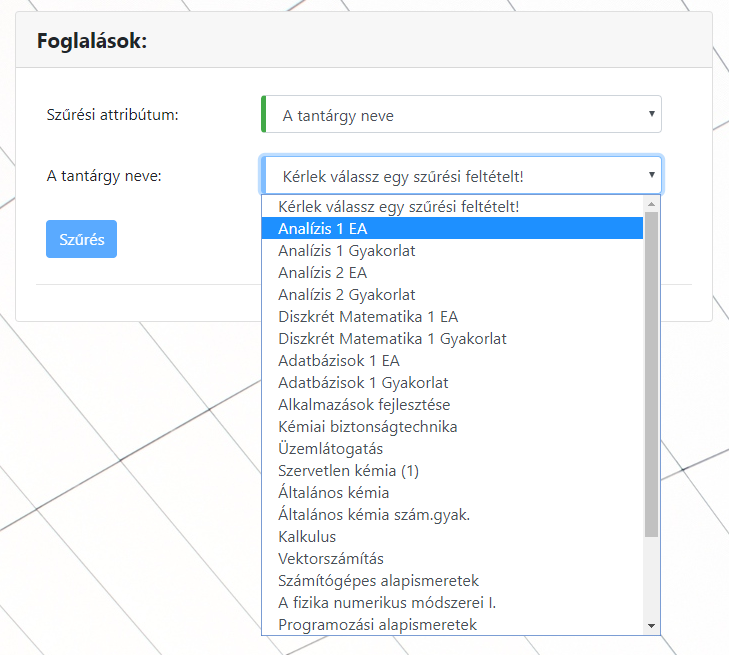 Foglalások:
Szűrési attribútum:
A tantárgy neve
A tantárgy neve:
Kérlek válassz egy szűrési feltételt!
Szűrés
Kérlek válassz egy szűrési feltételt!
Analízis 1 EA
Analízis 1 Gyakorlat
Analízis 2 EA
Analízis 2 Gyakorlat
Diszkrét Matematika 1 EA
Diszkrét Matematika 1 Gyakorlat
Adatbázisok 1 EA
Adatbázisok 1 Gyakorlat
Alkalmazások fejlesztése
Kémiai biztonságtechnika
Üzemlátogatás
Szervetlen kémia (1)
Általános kémia
Általános kémia szám.gyak.
Kalkulus
Vektorszámítás
Számítógépes alapismeretek
A fizika numerikus módszerei I.
Programozási alapismeretek